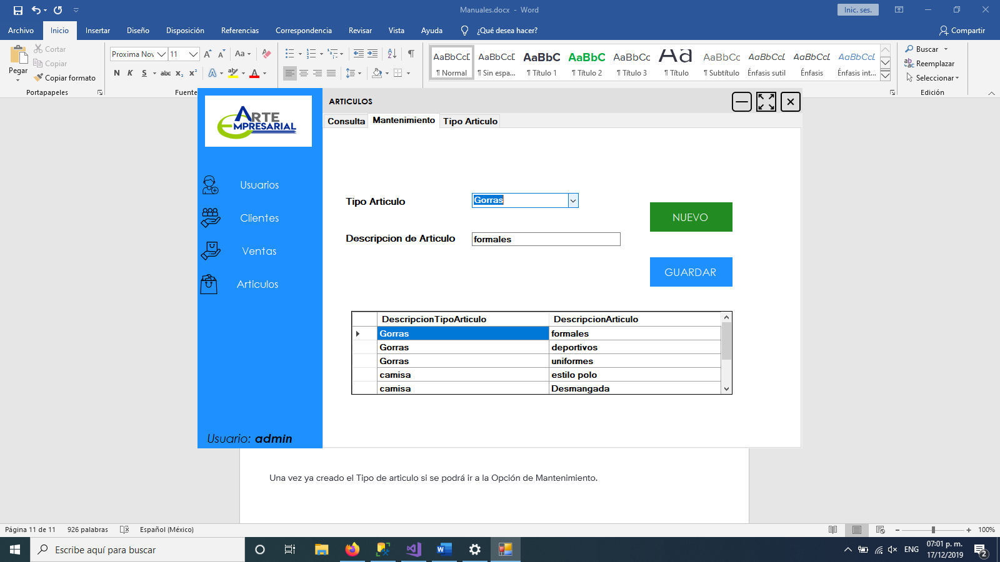 Manuales.docx - Word
Inic. ses.
Archivo Inicio Insertar Diseño Disposición Referencias Correspondencia Revisar Vista Ayuda ¿Qué desea hacer? Compartir
Pegar
Cortar
Copiar
Copiar formato
Portapapeles
Proxima Nov 11
Aa
N K S abc x₂ x² A aby A
Fuente
AaBbCcD AaBbCcD AaBbC AaBbC AaBbCc AaBbCc AaBbCcL AaBbCcL AaBbCcL
¶ Normal ¶ Sin espa... ¶ Título 1 ¶ Título 2 ¶ Título 3 ¶ Título ¶ Subtítulo Énfasis sutil Énfasis Énfasis int...
Buscar
Reemplazar
Seleccionar
Edición
ARTE
EMPRESARIAL
Usuarios
Clientes
Ventas
Articulos
Usuario: admin
ARTICULOS
Consulta Mantenimiento Tipo Articulo
Tipo Articulo Gorras
Descripcion de Articulo formales
NUEVO
GUARDAR
DescripcionTipoArticulo DescripcionArticulo
Gorras formales
Gorras deportivos
Gorras uniformes
camisa estilo polo
camisa Desmangada
Una vez ya creado el Tipo de articulo si se podrá ir a la Opción de Mantenimiento.
Página 11 de 11 926 palabras Español (México) 100%
Escribe aquí para buscar
ENG
07:01 p. m.
17/12/2019
2